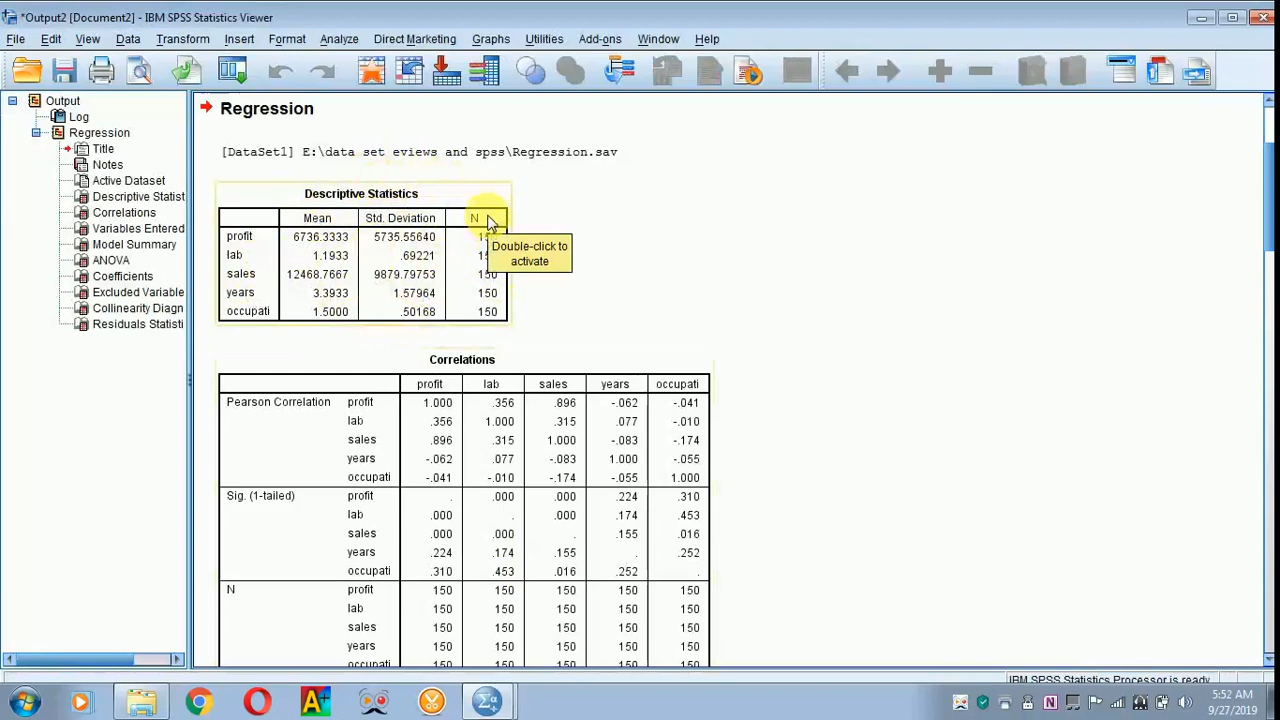 *Output2 [Document2] - IBM SPSS Statistics Viewer
File Edit View Data Transform Insert Format Analyze Direct Marketing Graphs Utilities Add-ons Window Help
Output
Log
Regression
Title
Notes
Active Dataset
Descriptive Statist
Correlations
Variables Entered
Model Summary
ANOVA
Coefficients
Excluded Variable
Collinearity Diagn
Residuals Statisti
Regression
[DataSet1] E:\data set eviews and spss\Regression.sav
Descriptive Statistics
Mean Std. Deviation N
profit 6736.3333 5735.55640
lab 1.1933 .69221
sales 12468.7667 9879.79753 150
years 3.3933 1.57964 150
occupati 1.5000 .50168 150
Double-click to
activate
Correlations
profit lab sales years occupati
Pearson Correlation profit 1.000 .356 .896 -.062 -.041
lab .356 1.000 .315 .077 -.010
sales .896 .315 1.000 -.083 -.174
years -.062 .077 -.083 1.000 -.055
occupati -.041 -.010 -.174 -.055 1.000
Sig. (1-tailed) profit . .000 .000 .224 .310
lab .000 . .000 .174 .453
sales .000 .000 . .155 .016
years .224 .174 .155 . .252
occupati .310 .453 .016 .252 .
N profit 150 150 150 150 150
lab 150 150 150 150 150
sales 150 150 150 150 150
years 150 150 150 150 150
occupati 150 150 150 150 150
IBM SPSS Statistics Processor is ready
5:52 AM
9/27/2019